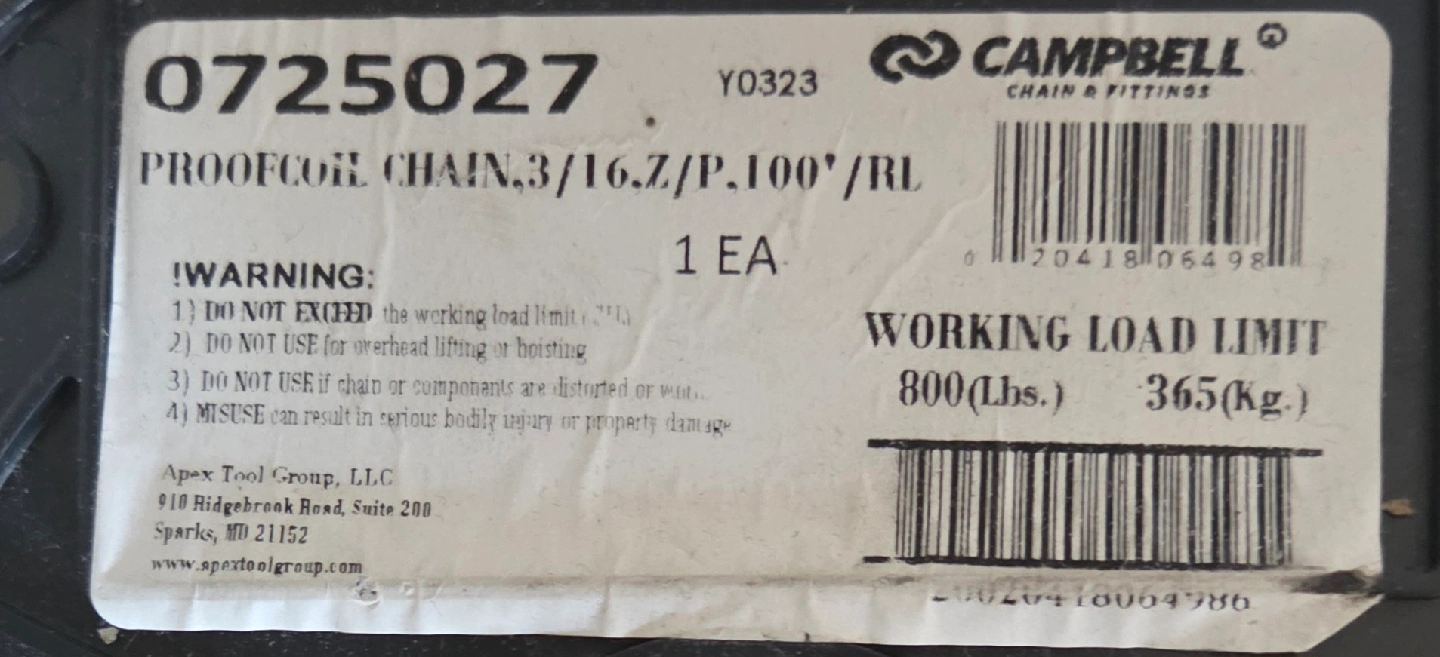 0725027
Y0323
CAMPBELL
CHAIN & FITTINGS
PROOFCOIL CHAIN,3/16,Z/P,100'/RL
1 EA
0 20418 06498
!WARNING:
1) DO NOT EXCEED the working load limit
2) DO NOT USE for overhead lifting or hoisting
3) DO NOT USE if chain or components are distorted or
4) MISUSE can result in serious bodily injury or property damage
WORKING LOAD LIMIT
800(Lbs.) 365(Kg.)
Apex Tool Group, LLC
910 Ridgebrook Road, Suite 200
Sparks, MD 21152
www.apextoolgroup.com